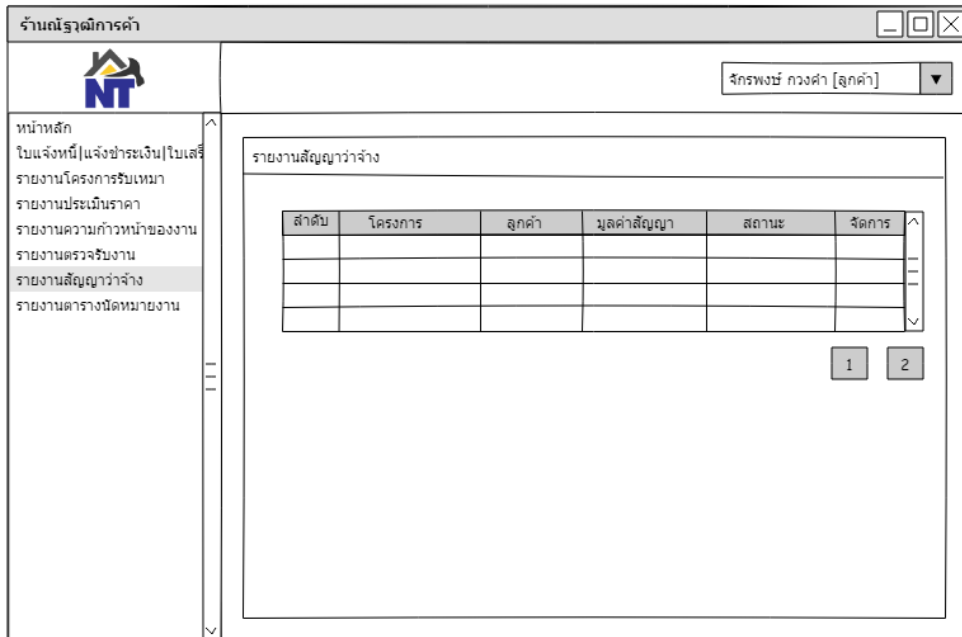 ร้านณัฐวุฒิการค้า
NT
จักรพงษ์ กวงคำ [ลูกค้า]
หน้าหลัก
ใบแจ้งหนี้|แจ้งชำระเงิน|ใบเสร็
รายงานโครงการรับเหมา
รายงานประเมินราคา
รายงานความก้าวหน้าของงาน
รายงานตรวจรับงาน
รายงานสัญญาว่าจ้าง
รายงานตารางนัดหมายงาน
รายงานสัญญาว่าจ้าง
ลำดับ โครงการ ลูกค้า มูลค่าสัญญา สถานะ จัดการ
1 2